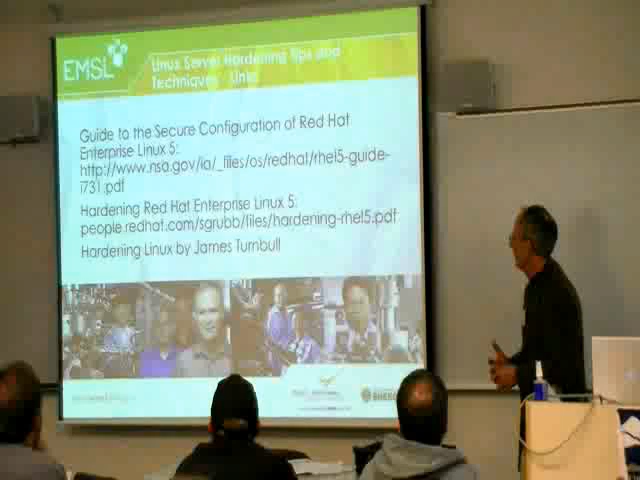 EMSL
Linux Server Hardening Tips and
Techniques - Links
Guide to the Secure Configuration of Red Hat
Enterprise Linux 5:
http://www.nsa.gov/ia/_files/os/redhat/rhel5-guide-
i731.pdf
Hardening Red Hat Enterprise Linux 5:
people.redhat.com/sgrubb/files/hardening-rhel5.pdf
Hardening Linux by James Turnbull